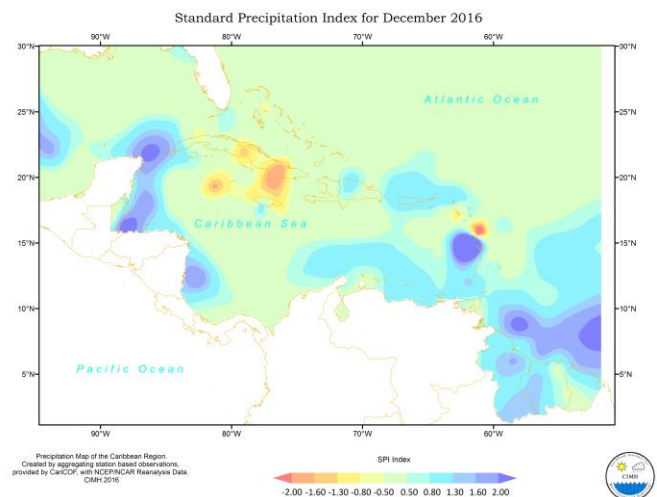 Standard Precipitation Index for December 2016
90°W 80°W 70°W 60°W
30°N 30°N
Atlantic Ocean
25°N 25°N
20°N 20°N
Caribbean Sea
15°N 15°N
10°N 10°N
Pacific Ocean
5°N 5°N
90°W 80°W 70°W 60°W
Precipitation Map of the Caribbean Region.
Created by aggregating station based observations,
provided by CariCOF, with NCEP/NCAR Reanalysis Data.
CIMH 2016
SPI Index
-2.00 -1.60 -1.30 -0.80 -0.50 0.50 0.80 1.30 1.60 2.00
CIMH